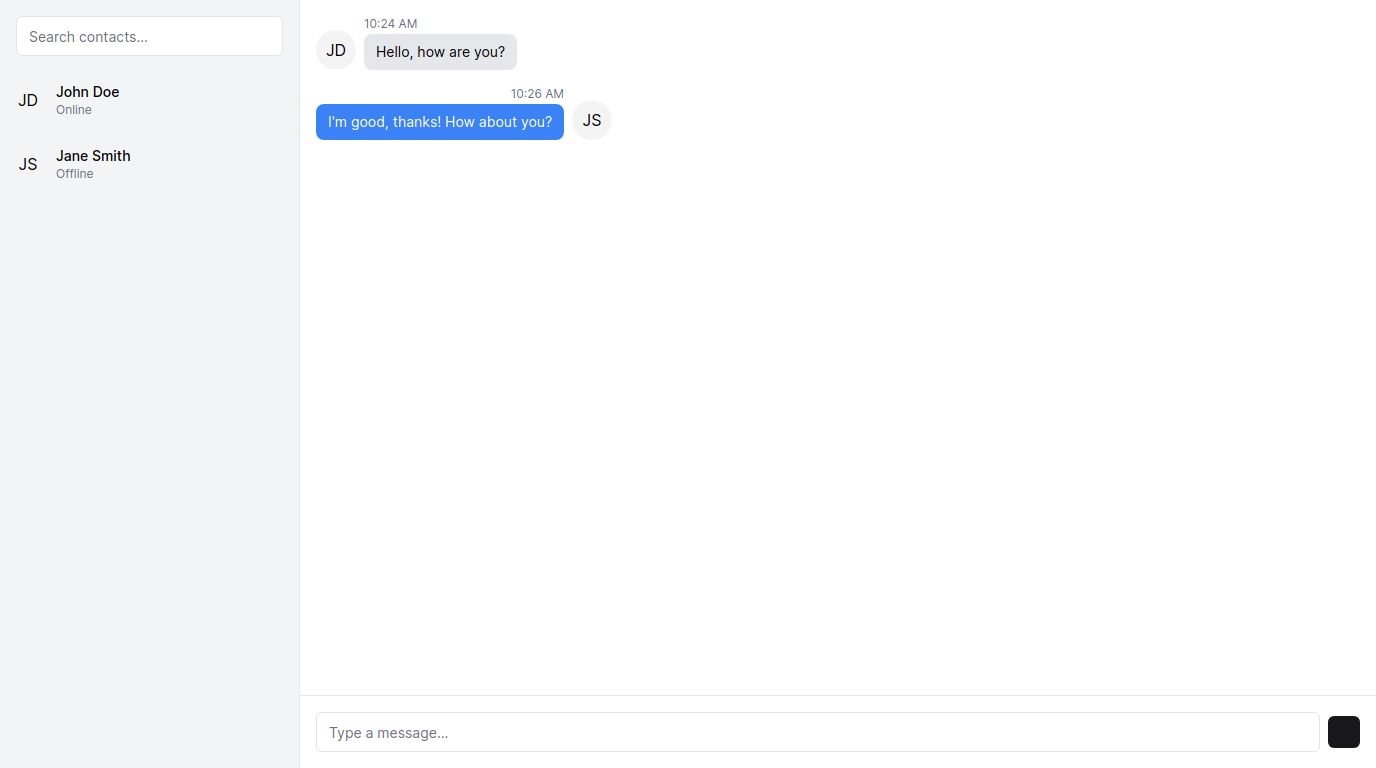 Search contacts...
JD
John Doe
Online
JS
Jane Smith
Offline
10:24 AM
JD
Hello, how are you?
10:26 AM
I'm good, thanks! How about you?
JS
Type a message...